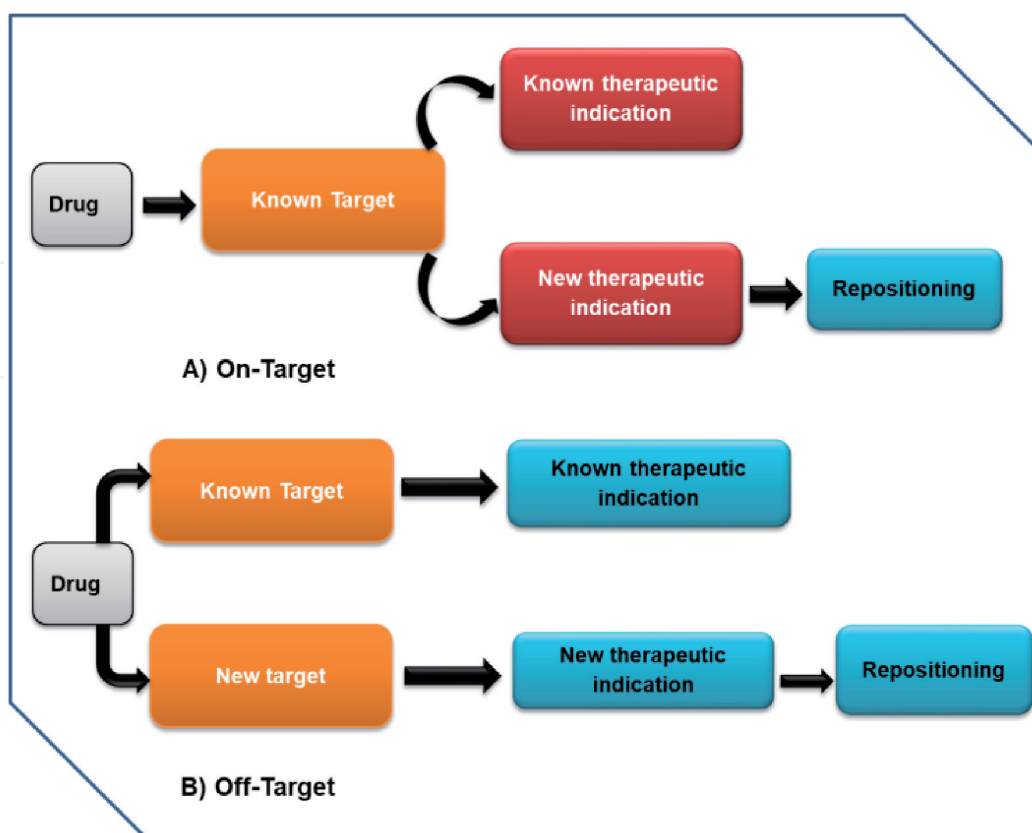 Known therapeutic
indication
Drug
Known Target
New therapeutic
indication
Repositioning
A) On-Target
Known Target
Known therapeutic
indication
Drug
New target
New therapeutic
indication
Repositioning
B) Off-Target